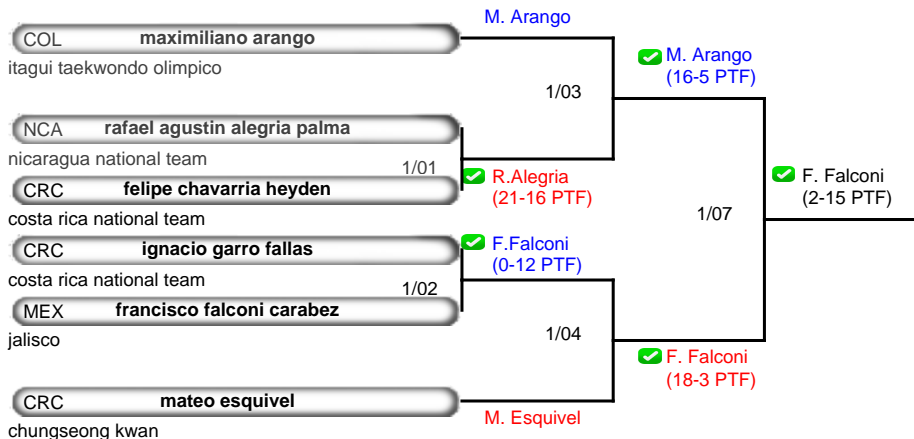 M. Arango
COL maximiliano arango
itagui taekwondo olimpico
M. Arango
(16-5 PTF)
1/03
NCA rafael agustin alegria palma
nicaragua national team
1/01
R.Alegria
(21-16 PTF)
CRC felipe chavarria heyden
costa rica national team
F. Falconi
(2-15 PTF)
1/07
CRC ignacio garro fallas
costa rica national team
F.Falconi
(0-12 PTF)
1/02
MEX francisco falconi carabez
jalisco
1/04
F. Falconi
(18-3 PTF)
CRC mateo esquivel
chungseong kwan
M. Esquivel